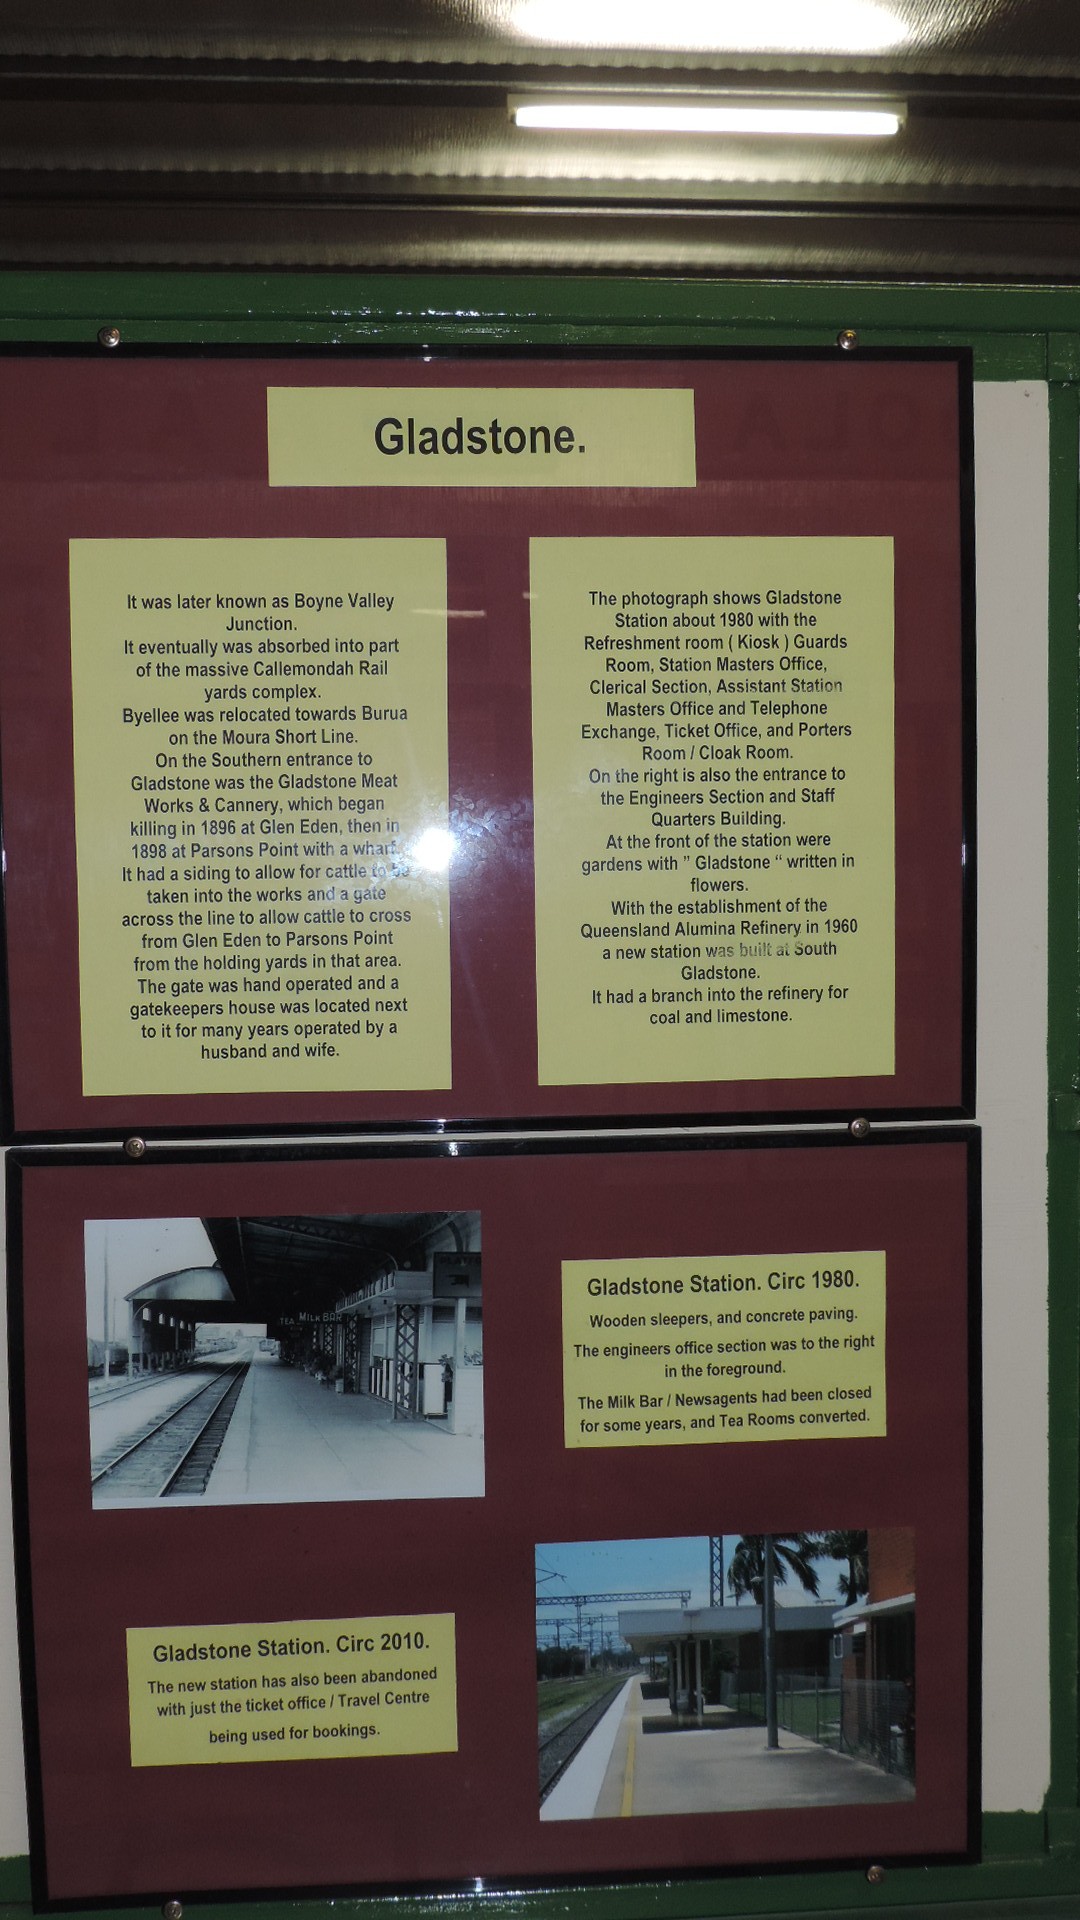 Gladstone.
It was later known as Boyne Valley
Junction.
It eventually was absorbed into part
of the massive Callemondah Rail
yards complex.
Byellee was relocated towards Burua
on the Moura Short Line.
On the Southern entrance to
Gladstone was the Gladstone Meat
Works & Cannery, which began
killing in 1896 at Glen Eden, then in
1898 at Parsons Point with a wharf.
It had a siding to allow for cattle to be
taken into the works and a gate
across the line to allow cattle to cross
from Glen Eden to Parsons Point
from the holding yards in that area.
The gate was hand operated and a
gatekeepers house was located next
to it for many years operated by a
husband and wife.
The photograph shows Gladstone
Station about 1980 with the
Refreshment room ( Kiosk ) Guards
Room, Station Masters Office,
Clerical Section, Assistant Station
Masters Office and Telephone
Exchange, Ticket Office, and Porters
Room / Cloak Room.
On the right is also the entrance to
the Engineers Section and Staff
Quarters Building.
At the front of the station were
gardens with ” Gladstone “ written in
flowers.
With the establishment of the
Queensland Alumina Refinery in 1960
a new station was built at South
Gladstone.
It had a branch into the refinery for
coal and limestone.
TEA MILK BAR
Gladstone Station. Circ 1980.
Wooden sleepers, and concrete paving.
The engineers office section was to the right
in the foreground.
The Milk Bar / Newsagents had been closed
for some years, and Tea Rooms converted.
Gladstone Station. Circ 2010.
The new station has also been abandoned
with just the ticket office / Travel Centre
being used for bookings.